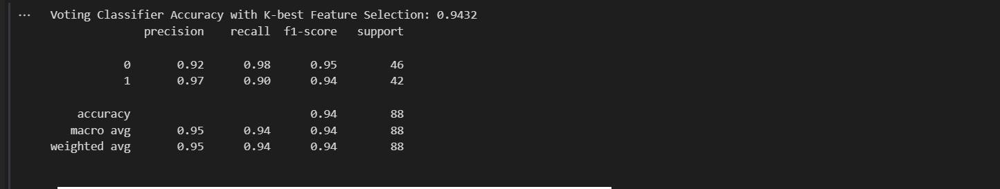 ... Voting Classifier Accuracy with K-best Feature Selection: 0.9432
precision recall f1-score support
0 0.92 0.98 0.95 46
1 0.97 0.90 0.94 42
accuracy 0.94 88
macro avg 0.95 0.94 0.94 88
weighted avg 0.95 0.94 0.94 88